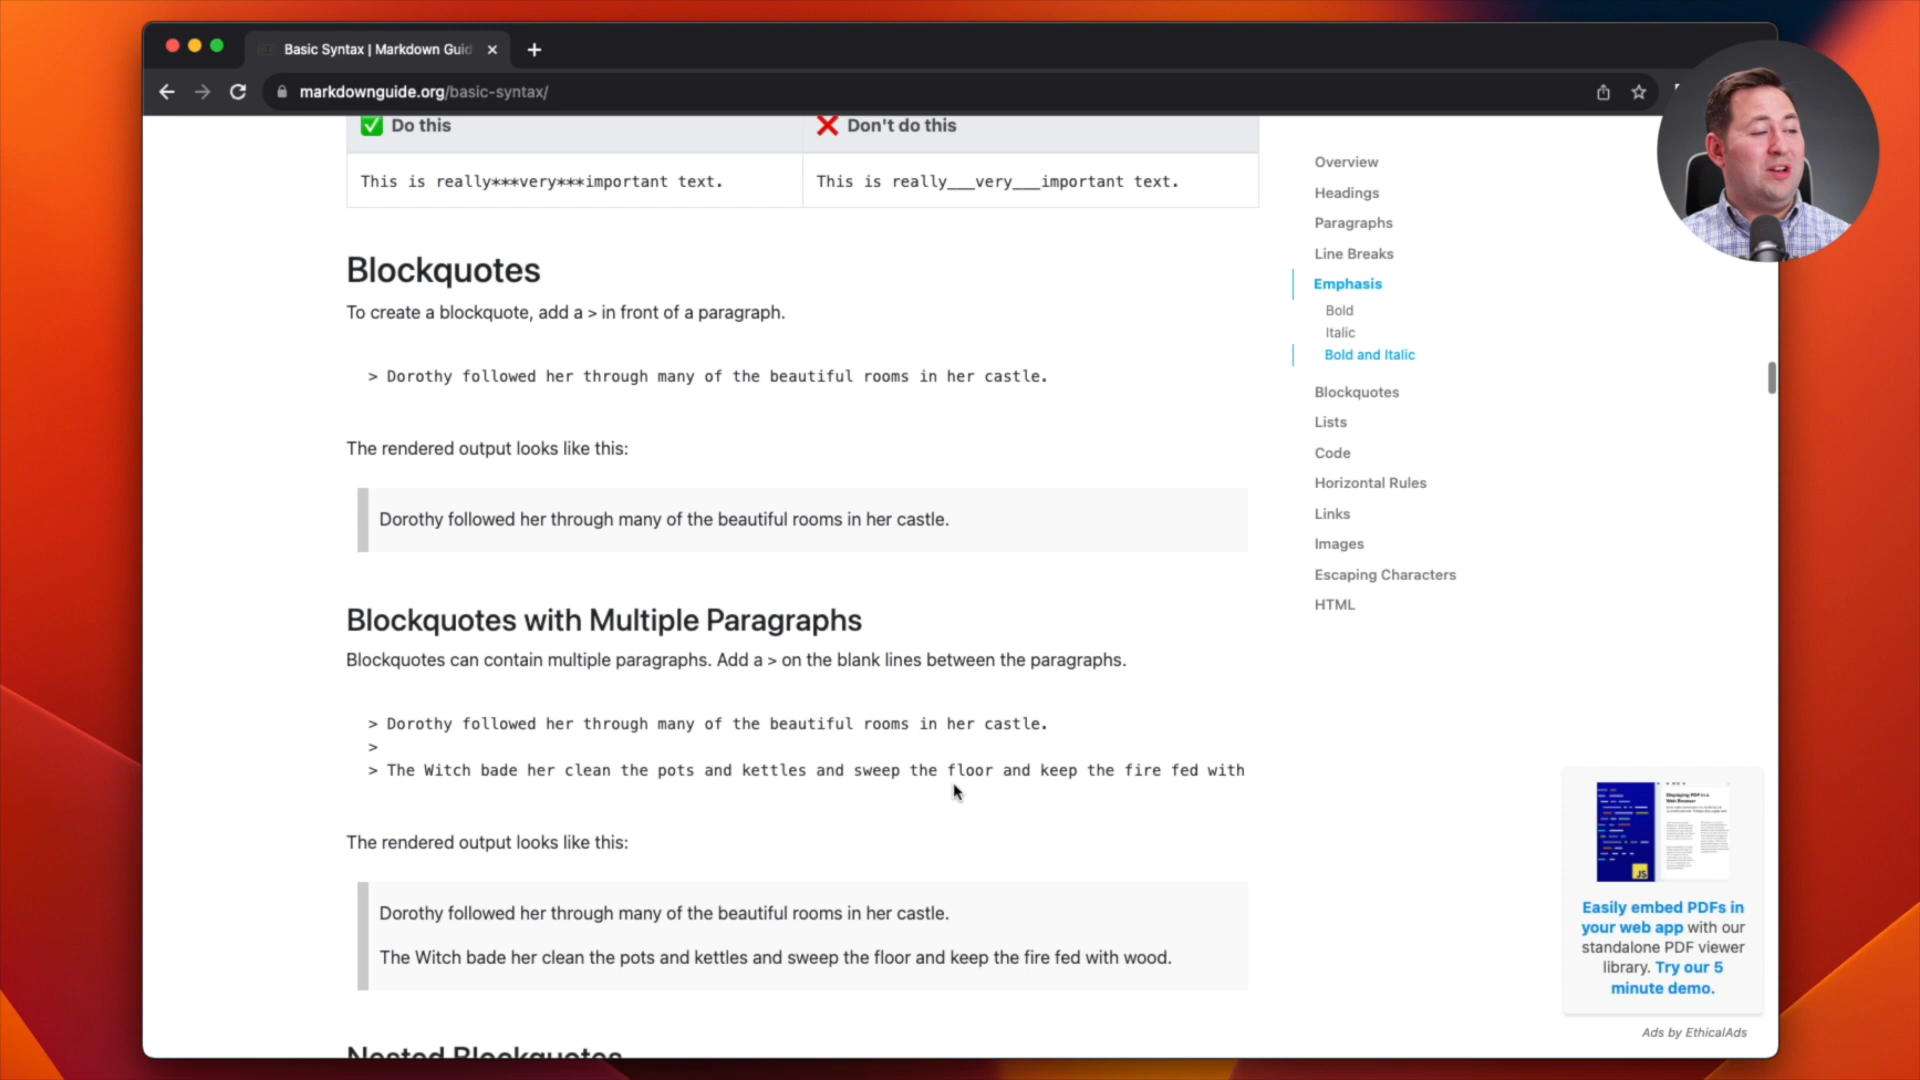 Basic Syntax | Markdown Guid
markdownguide.org/basic-syntax/
✅ Do this
❌ Don't do this
This is really***very***important text.
This is really___very___important text.
Blockquotes
To create a blockquote, add a > in front of a paragraph.
> Dorothy followed her through many of the beautiful rooms in her castle.
The rendered output looks like this:
Dorothy followed her through many of the beautiful rooms in her castle.
Blockquotes with Multiple Paragraphs
Blockquotes can contain multiple paragraphs. Add a > on the blank lines between the paragraphs.
> Dorothy followed her through many of the beautiful rooms in her castle.
>
> The Witch bade her clean the pots and kettles and sweep the floor and keep the fire fed with
The rendered output looks like this:
Dorothy followed her through many of the beautiful rooms in her castle.
The Witch bade her clean the pots and kettles and sweep the floor and keep the fire fed with wood.
Nested Blockquotes
Overview
Headings
Paragraphs
Line Breaks
Emphasis
Bold
Italic
Bold and Italic
Blockquotes
Lists
Code
Horizontal Rules
Links
Images
Escaping Characters
HTML
Displaying PDF in a
Web Browser
JS
Easily embed PDFs in
your web app with our
standalone PDF viewer
library. Try our 5
minute demo.
Ads by EthicalAds